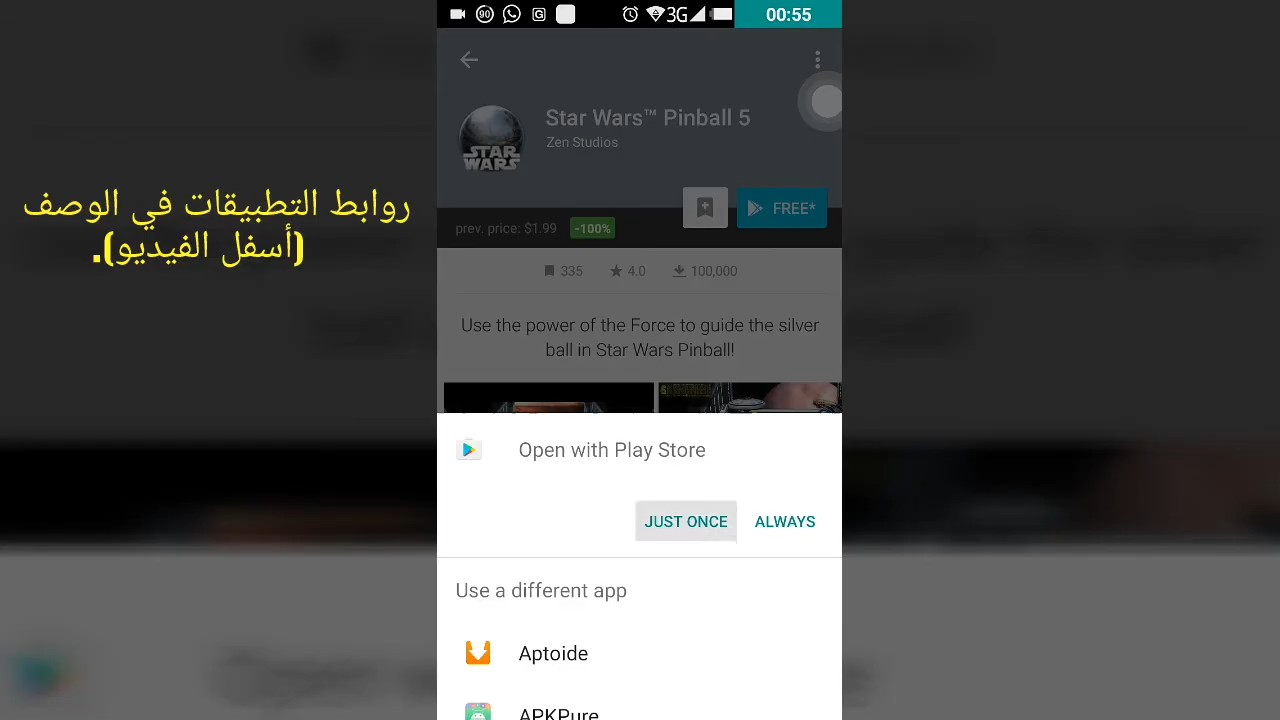 90
G
3G
00:55
روابط التطبيقات في الوصف
(أسفل الفيديو).
Star Wars™ Pinball 5
Zen Studios
STAR WARS
FREE*
prev. price: $1.99 -100%
335 4.0 100,000
Use the power of the Force to guide the silver
ball in Star Wars Pinball!
Open with Play Store
JUST ONCE ALWAYS
Use a different app
Aptoide
APKPure